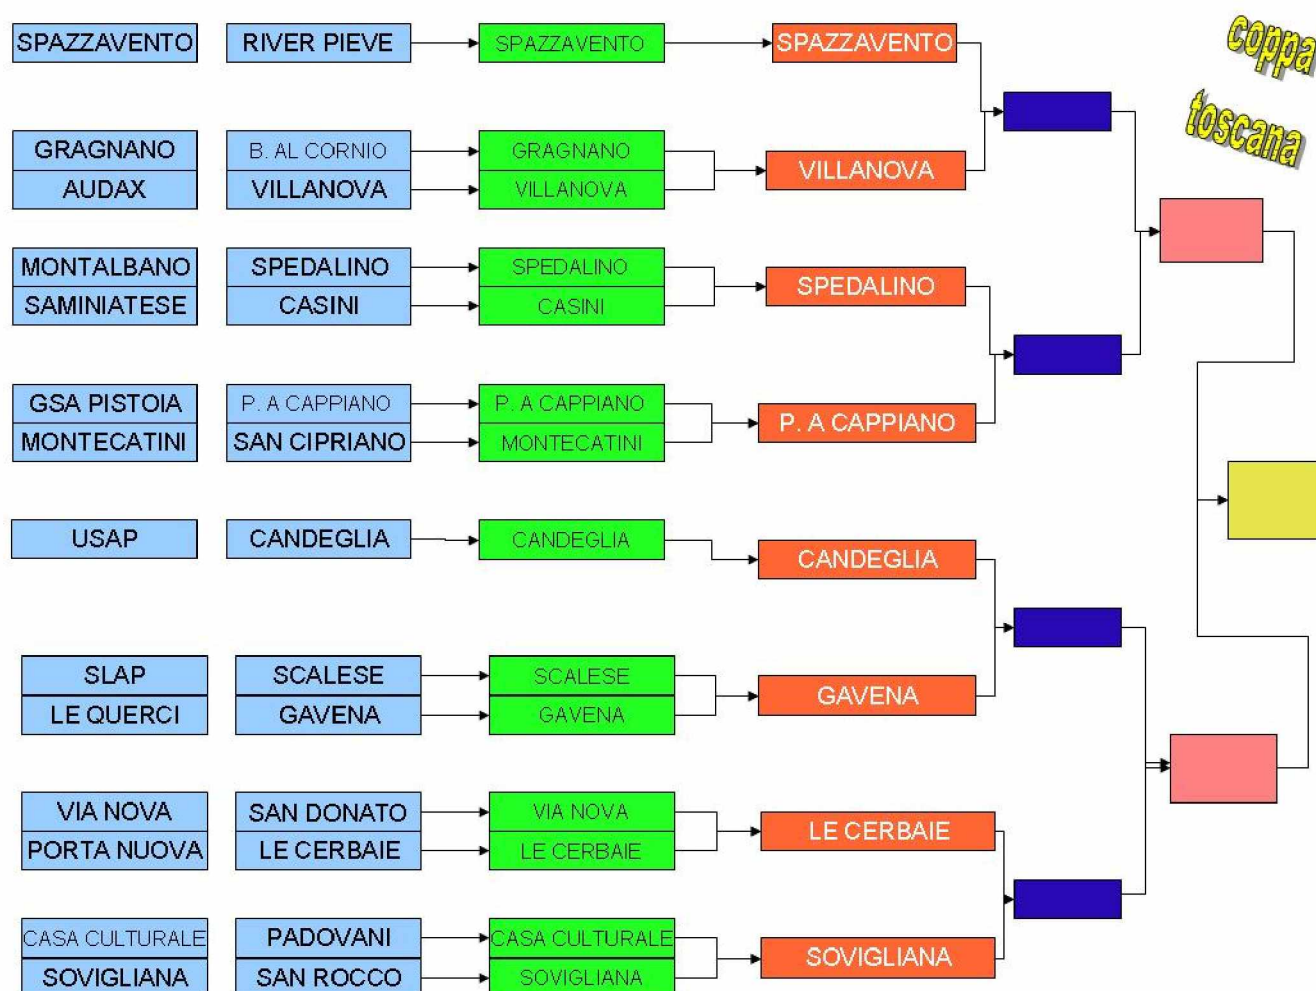 SPAZZAVENTO RIVER PIEVE SPAZZAVENTO SPAZZAVENTO
coppa
toscana
GRAGNANO B. AL CORNIO GRAGNANO
VILLANOVA
AUDAX VILLANOVA VILLANOVA
MONTALBANO SPEDALINO SPEDALINO
SPEDALINO
SAMINIATESE CASINI CASINI
GSA PISTOIA P. A CAPPIANO P. A CAPPIANO
P. A CAPPIANO
MONTECATINI SAN CIPRIANO MONTECATINI
USAP CANDEGLIA CANDEGLIA
CANDEGLIA
SLAP SCALESE SCALESE
GAVENA
LE QUERCI GAVENA GAVENA
VIA NOVA SAN DONATO VIA NOVA
LE CERBAIE
PORTA NUOVA LE CERBAIE LE CERBAIE
CASA CULTURALE PADOVANI CASA CULTURALE
SOVIGLIANA
SOVIGLIANA SAN ROCCO SOVIGLIANA